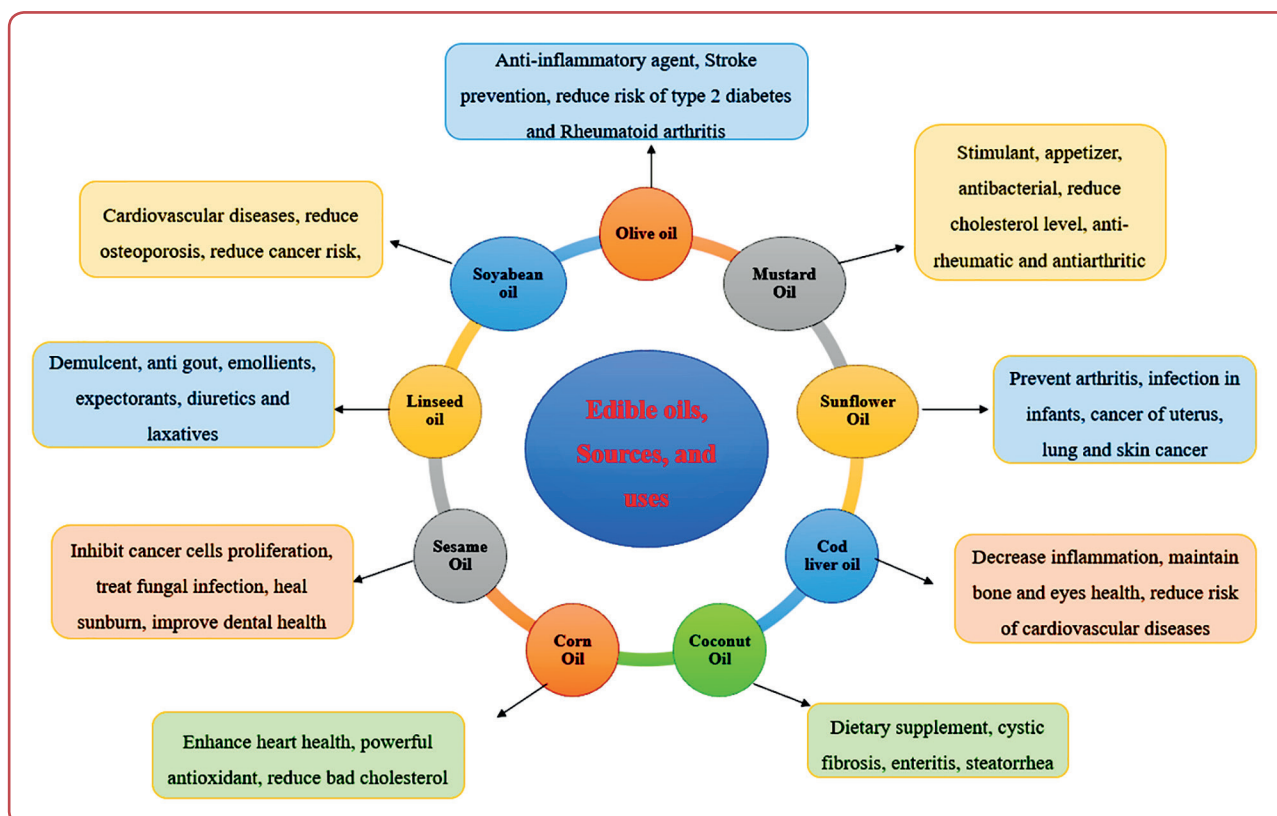 Anti-inflammatory agent, Stroke
prevention, reduce risk of type 2 diabetes
and Rheumatoid arthritis
Stimulant, appetizer,
antibacterial, reduce
cholesterol level, anti-
rheumatic and antiarthritic
Cardiovascular diseases, reduce
osteoporosis, reduce cancer risk,
Olive oil
Soyabean
oil
Mustard
Oil
Demulcent, anti gout, emollients,
expectorants, diuretics and
laxatives
Linseed
oil
Edible oils,
Sources, and
uses
Sunflower
Oil
Prevent arthritis, infection in
infants, cancer of uterus,
lung and skin cancer
Inhibit cancer cells proliferation,
treat fungal infection, heal
sunburn, improve dental health
Sesame
Oil
Cod
liver oil
Decrease inflammation, maintain
bone and eyes health, reduce risk
of cardiovascular diseases
Corn
Oil
Coconut
Oil
Enhance heart health, powerful
antioxidant, reduce bad cholesterol
Dietary supplement, cystic
fibrosis, enteritis, steatorrhea